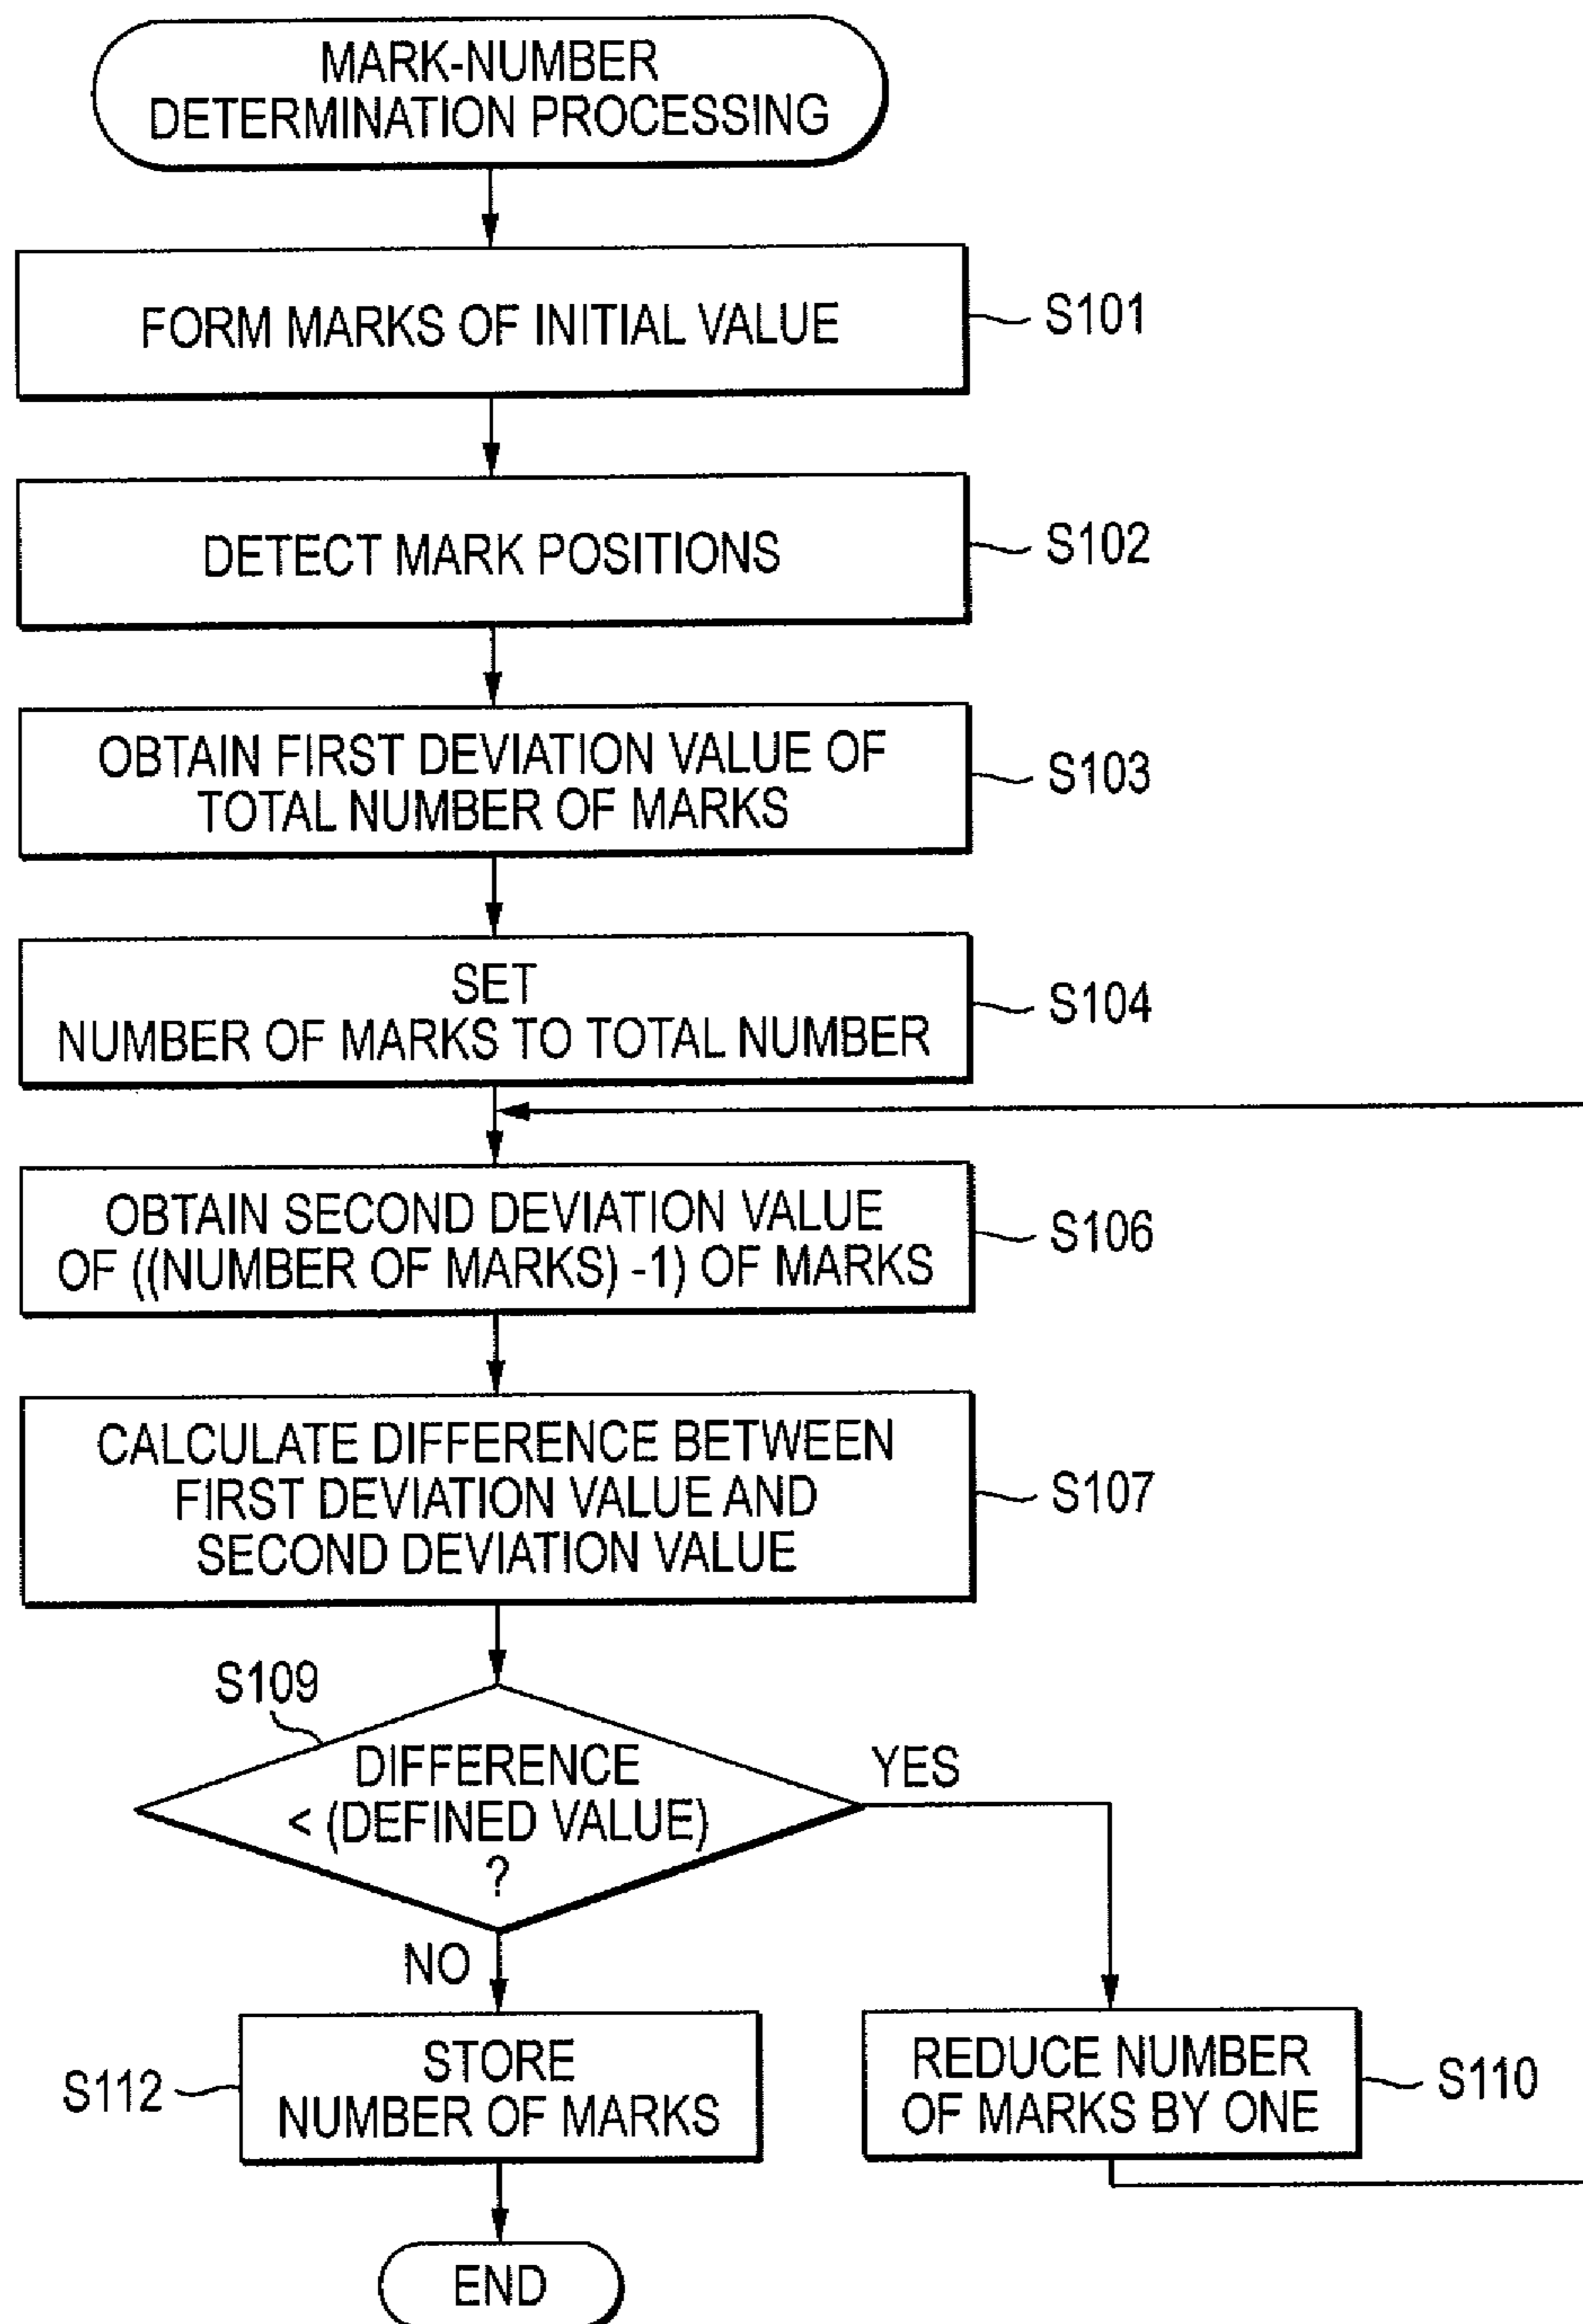 MARK-NUMBER
DETERMINATION PROCESSING
FORM MARKS OF INITIAL VALUE
S101
DETECT MARK POSITIONS
S102
OBTAIN FIRST DEVIATION VALUE OF
TOTAL NUMBER OF MARKS
S103
SET
NUMBER OF MARKS TO TOTAL NUMBER
S104
OBTAIN SECOND DEVIATION VALUE
OF ((NUMBER OF MARKS) -1) OF MARKS
S106
CALCULATE DIFFERENCE BETWEEN
FIRST DEVIATION VALUE AND
SECOND DEVIATION VALUE
S107
S109
DIFFERENCE
< (DEFINED VALUE)
?
YES
NO
STORE
NUMBER OF MARKS
S112
REDUCE NUMBER
OF MARKS BY ONE
S110
END